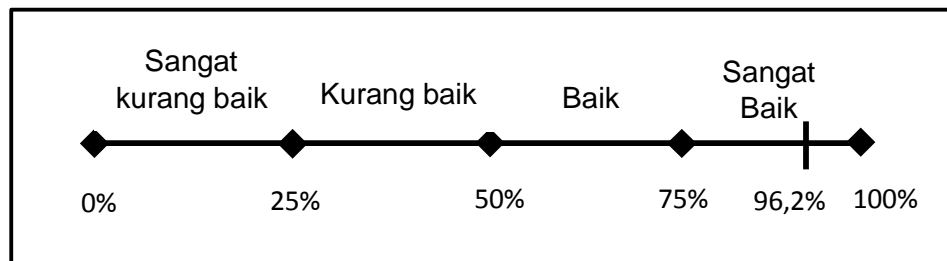 Sangat
kurang baik
Kurang baik
Baik
Sangat
Baik
0%
25%
50%
75%
96,2%
100%